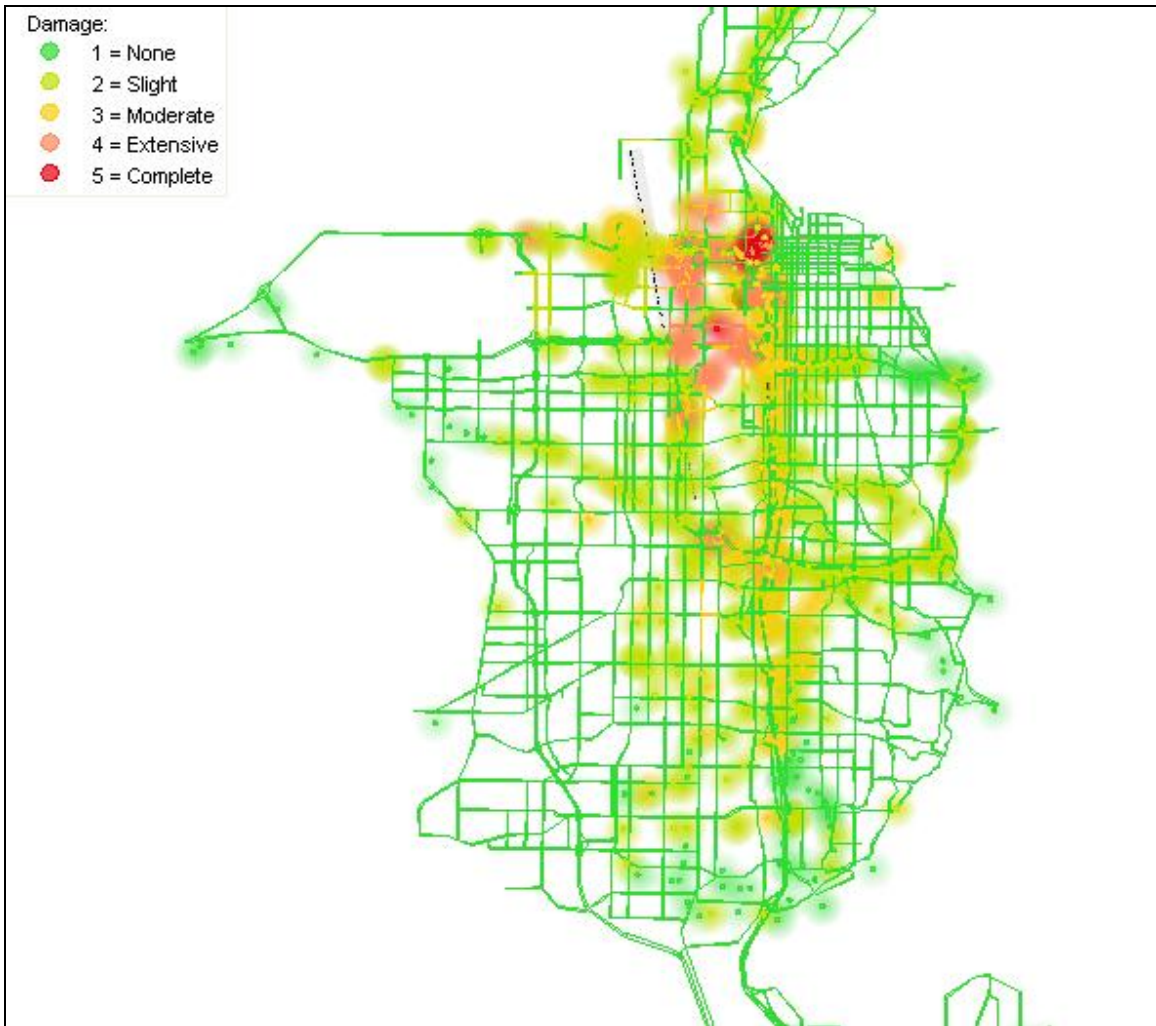 Damage:
1 = None
2 = Slight
3 = Moderate
4 = Extensive
5 = Complete